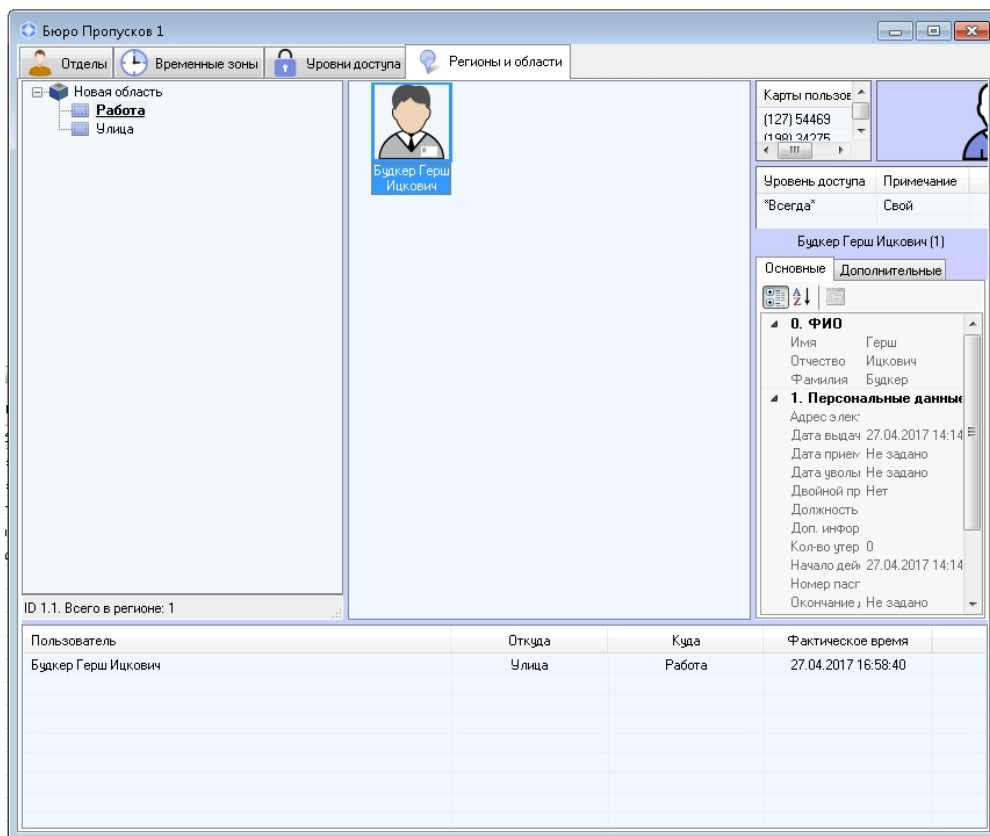 Бюро Пропусков 1
Отделы Временные зоны Уровни доступа Регионы и области
Новая область
Работа
Улица
Будкер Герш
Ицкович
Карты пользов
(127) 54469
(198) 34275
Уровень доступа Примечание
*Всегда* Свой
Будкер Герш Ицкович (1)
Основные Дополнительные
0. ФИО
Имя Герш
Отчество Ицкович
Фамилия Будкер
1. Персональные данные
Адрес элек
Дата выдач 27.04.2017 14:14
Дата прием Не задано
Дата уволь Не задано
Двойной пр Нет
Должность
Доп. инфор
Кол-во утер 0
Начало дей 27.04.2017 14:14
Номер пасп
Окончание Не задано
ID 1.1. Всего в регионе: 1
Пользователь Откуда Куда Фактическое время
Будкер Герш Ицкович Улица Работа 27.04.2017 16:58:40